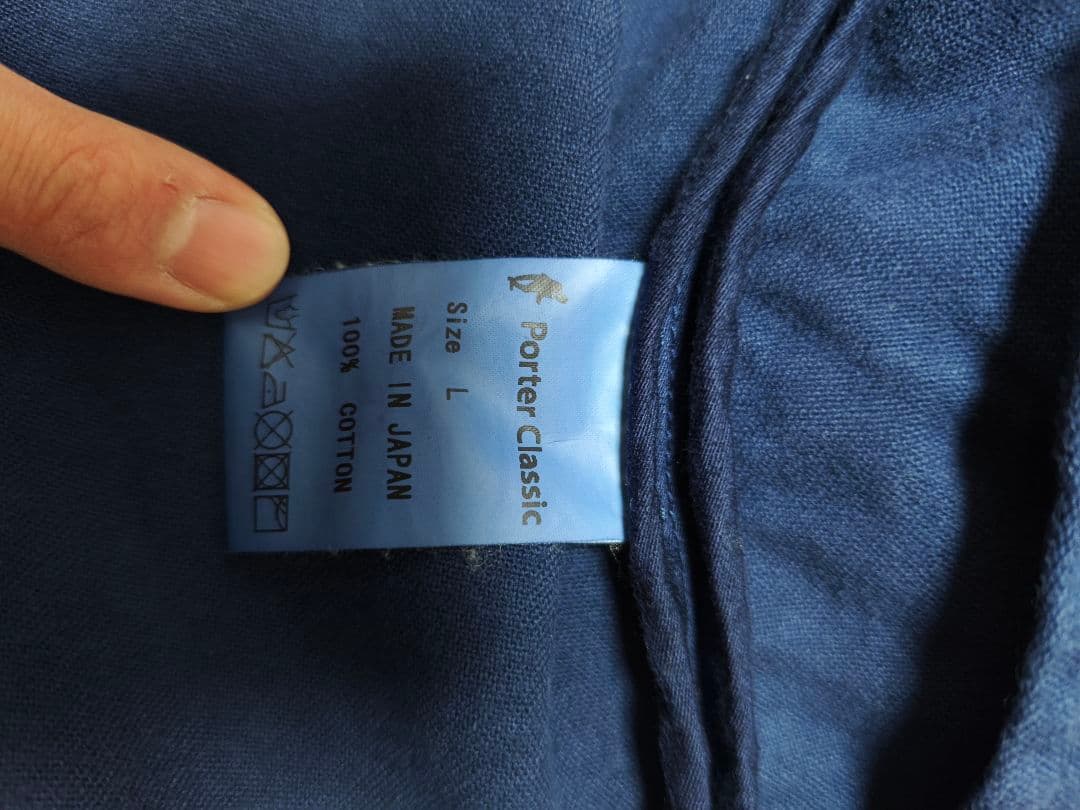 Porter Classic
Size L
MADE IN JAPAN
100% COTTON